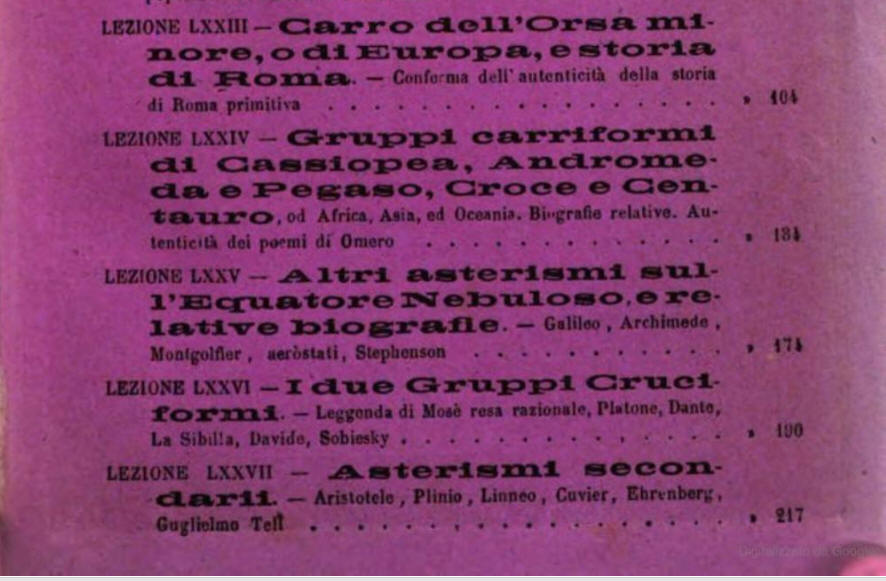 LEZIONE LXXIII — Carro dell'Orsa mi-
nore, o di Europa, e storia
di Roma. — Conferma dell'autenticità della storia
di Roma primitiva . . . . . . . . . . . . . . . . » 104
LEZIONE LXXIV — Gruppi carriformi
di Cassiopea, Androme-
da e Pegaso, Croce e Cen-
tauro, od Africa, Asia, ed Oceania. Biografie relative. Au-
tenticità dei poemi di Omero . . . . . . . . . . . » 134
LEZIONE LXXV — Altri asterismi sul-
l'Equatore Nebuloso, e re-
lative biografie. — Galileo, Archimede,
Montgolfier, aeròstati, Stephenson . . . . . . . . . » 174
LEZIONE LXXVI — I due Gruppi Cruci-
formi. — Leggenda di Mosè resa razionale, Platone, Dante,
La Sibilla, Davide, Sobiesky . . . . . . . . . . . . » 190
LEZIONE LXXVII — Asterismi secon-
darii. — Aristotele, Plinio, Linneo, Cuvier, Ehrenberg,
Guglielmo Tell . . . . . . . . . . . . . . . . . » 217
Digitalizzato da Google